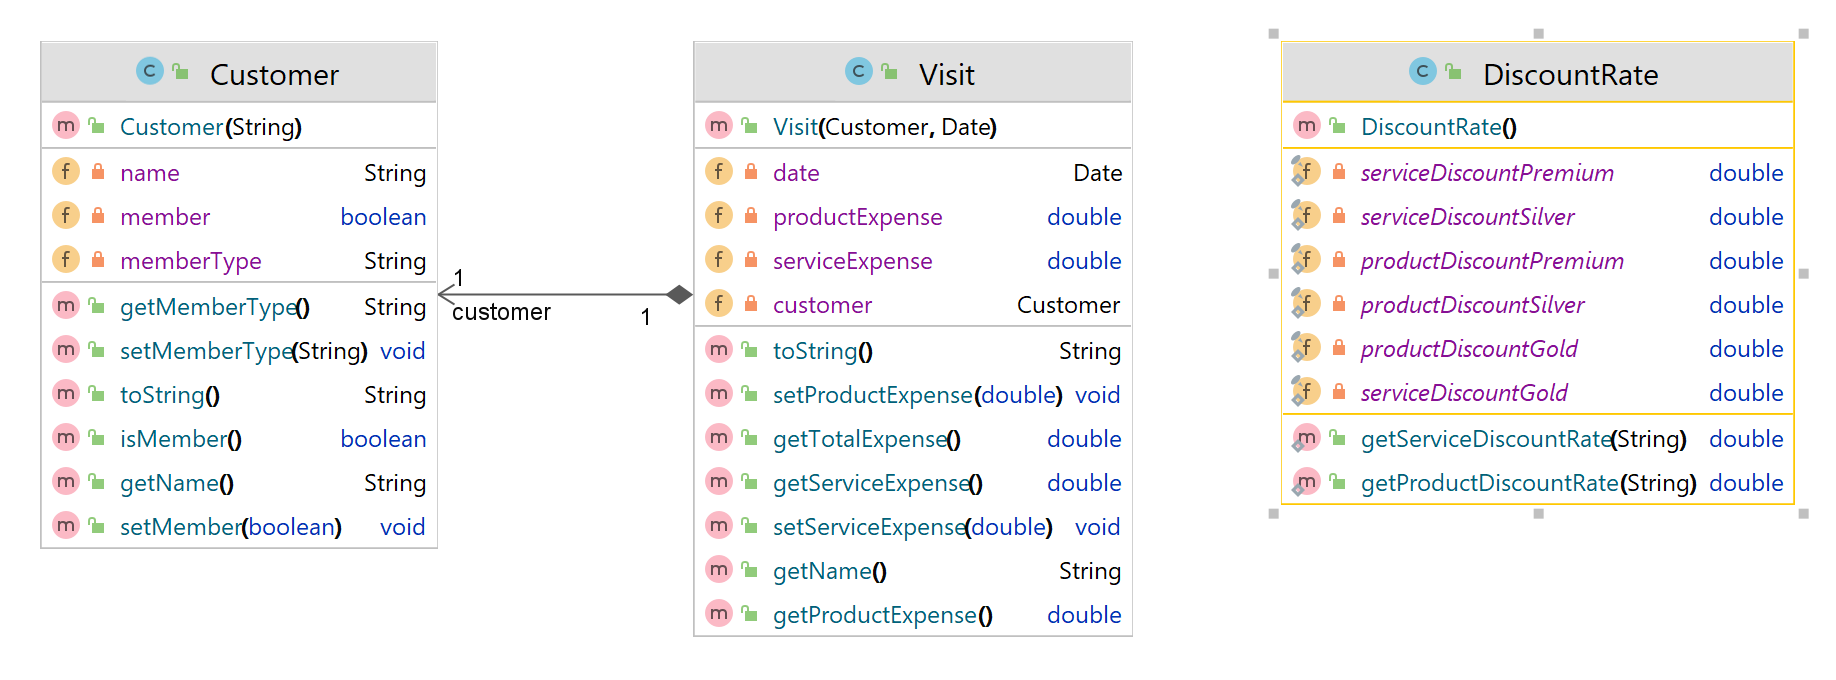 C Customer
m Customer(String)
f name String
f member boolean
f memberType String
m getMemberType() String
m setMemberType(String) void
m toString() String
m isMember() boolean
m getName() String
m setMember(boolean) void
1
customer
1
C Visit
m Visit(Customer, Date)
f date Date
f productExpense double
f serviceExpense double
f customer Customer
m toString() String
m setProductExpense(double) void
m getTotalExpense() double
m getServiceExpense() double
m setServiceExpense(double) void
m getName() String
m getProductExpense() double
C DiscountRate
m DiscountRate()
f serviceDiscountPremium double
f serviceDiscountSilver double
f productDiscountPremium double
f productDiscountSilver double
f productDiscountGold double
f serviceDiscountGold double
m getServiceDiscountRate(String) double
m getProductDiscountRate(String) double